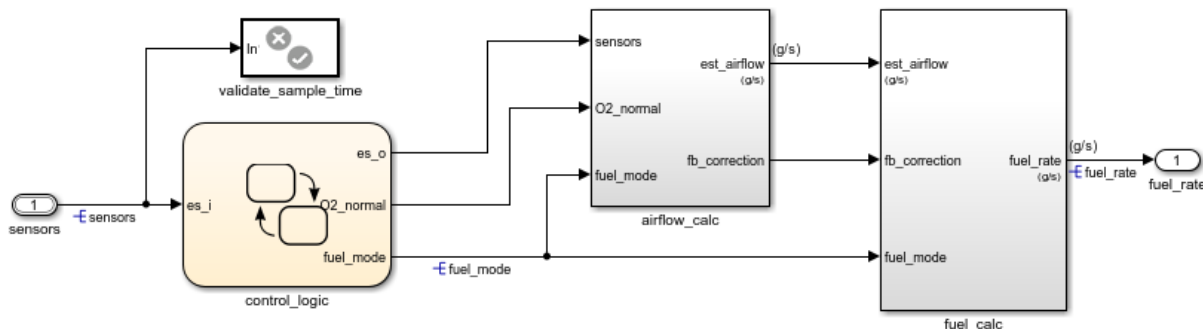 In
validate_sample_time
1
sensors
sensors
es_i
es_o
O2_normal
fuel_mode
control_logic
fuel_mode
sensors
O2_normal
fuel_mode
est_airflow
(g/s)
fb_correction
airflow_calc
(g/s)
est_airflow
(g/s)
fb_correction
fuel_mode
fuel_rate
(g/s)
fuel_calc
(g/s)
fuel_rate
1
fuel_rate